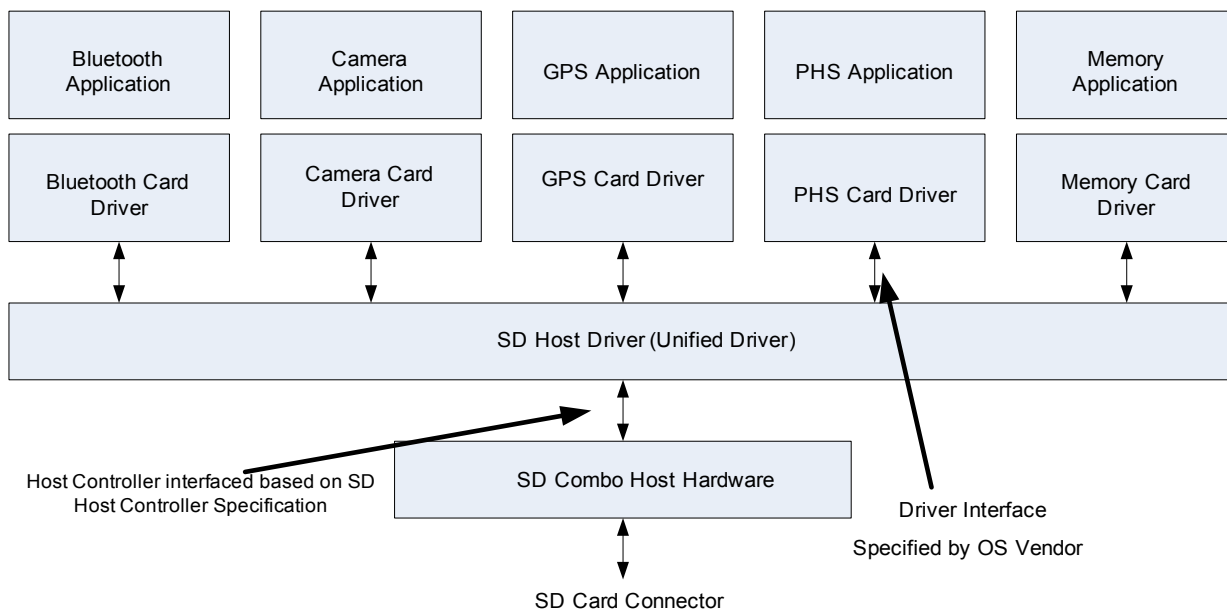 Bluetooth
Application
Camera
Application
GPS Application
PHS Application
Memory
Application
Bluetooth Card
Driver
Camera Card
Driver
GPS Card Driver
PHS Card Driver
Memory Card
Driver
SD Host Driver (Unified Driver)
Host Controller interfaced based on SD
Host Controller Specification
SD Combo Host Hardware
Driver Interface
Specified by OS Vendor
SD Card Connector